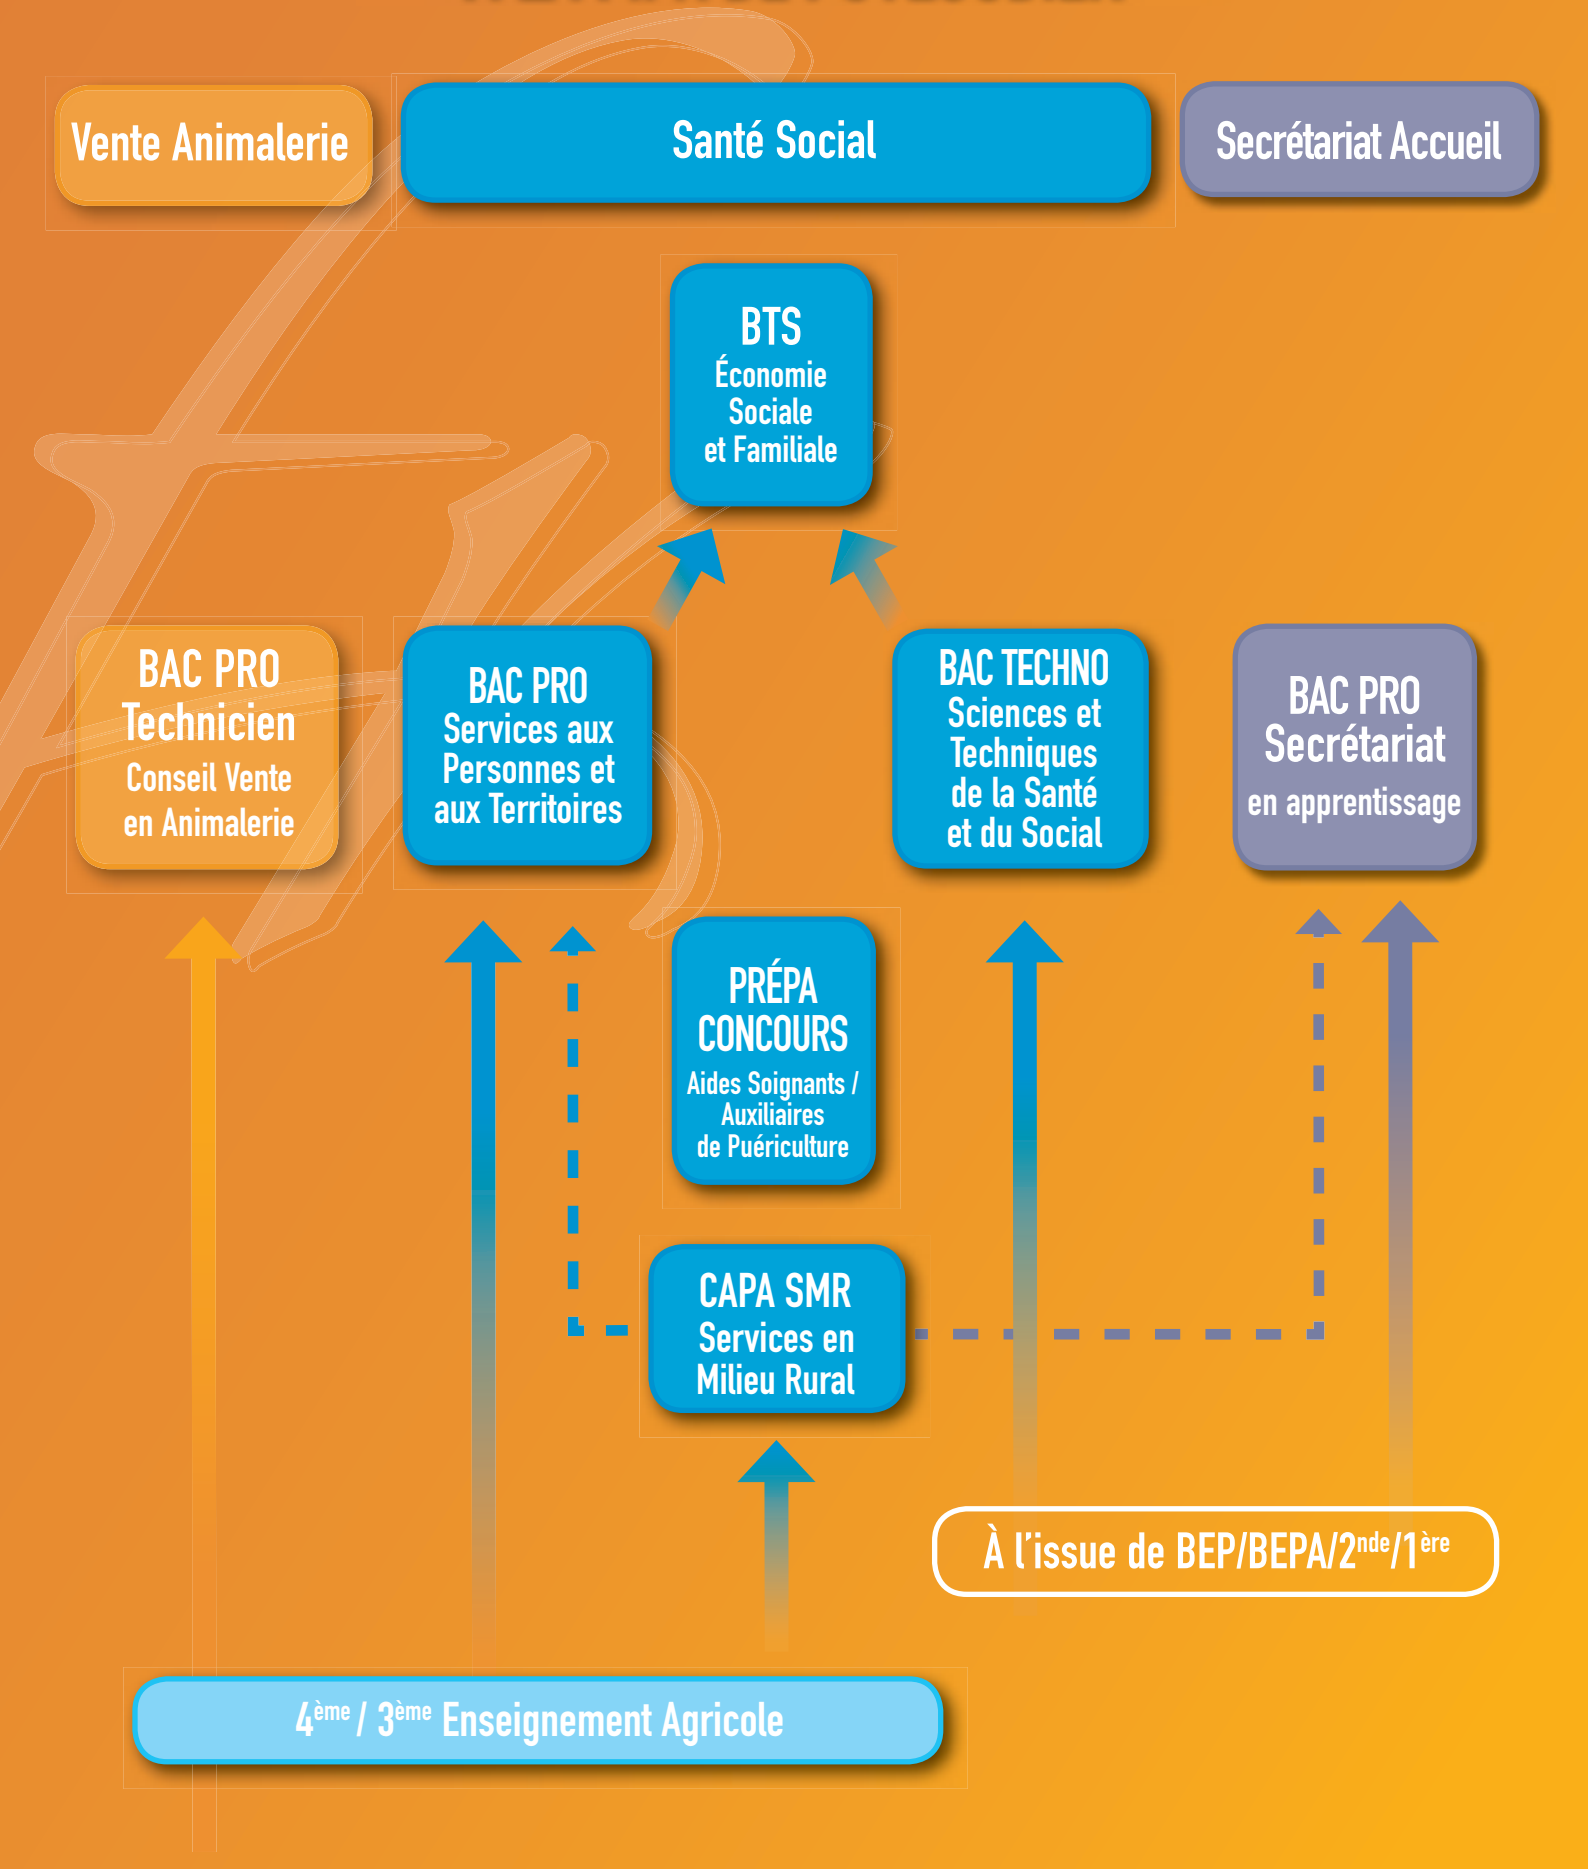 Vente Animalerie
Santé Social
Secrétariat Accueil
BTS
Économie
Sociale
et Familiale
BAC PRO
Technicien
Conseil Vente
en Animalerie
BAC PRO
Services aux
Personnes et
aux Territoires
BAC TECHNO
Sciences et
Techniques
de la Santé
et du Social
BAC PRO
Secrétariat
en apprentissage
PRÉPA
CONCOURS
Aides Soignants /
Auxiliaires
de Puériculture
CAPA SMR
Services en
Milieu Rural
À l'issue de BEP/BEPA/2nde/1ère
4ème / 3ème Enseignement Agricole